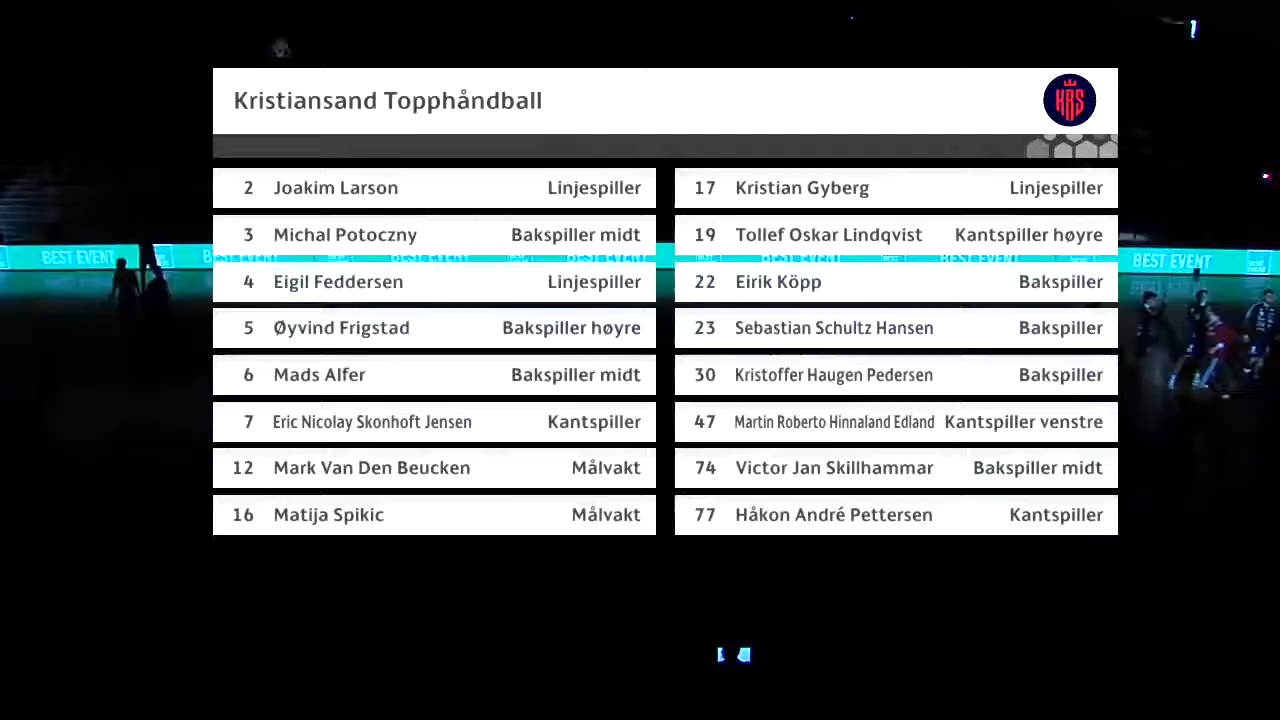 Kristiansand Topphåndball
KRS
2 Joakim Larson Linjespiller
3 Michal Potoczny Bakspiller midt
4 Eigil Feddersen Linjespiller
5 Øyvind Frigstad Bakspiller høyre
6 Mads Alfer Bakspiller midt
7 Eric Nicolay Skonhoft Jensen Kantspiller
12 Mark Van Den Beucken Målvakt
16 Matija Spikic Målvakt
17 Kristian Gyberg Linjespiller
19 Tollef Oskar Lindqvist Kantspiller høyre
22 Eirik Köpp Bakspiller
23 Sebastian Schultz Hansen Bakspiller
30 Kristoffer Haugen Pedersen Bakspiller
47 Martin Roberto Hinnaland Edland Kantspiller venstre
74 Victor Jan Skillhammar Bakspiller midt
77 Håkon André Pettersen Kantspiller
BEST EVENT
BEST EVENT